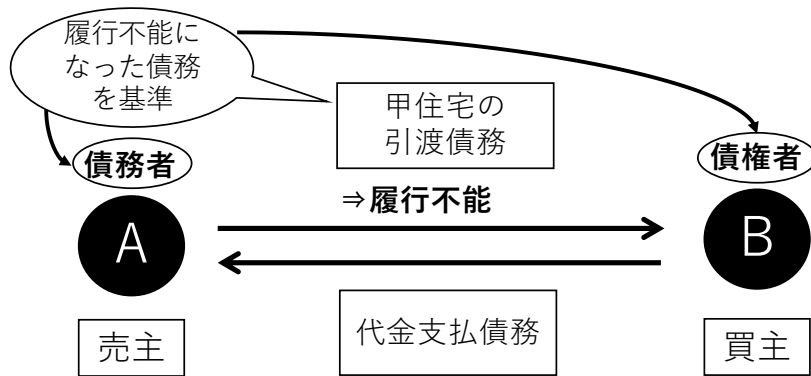 履行不能に
なった債務
を基準
甲住宅の
引渡債務
債務者
債権者
⇒履行不能
A
B
代金支払債務
売主
買主